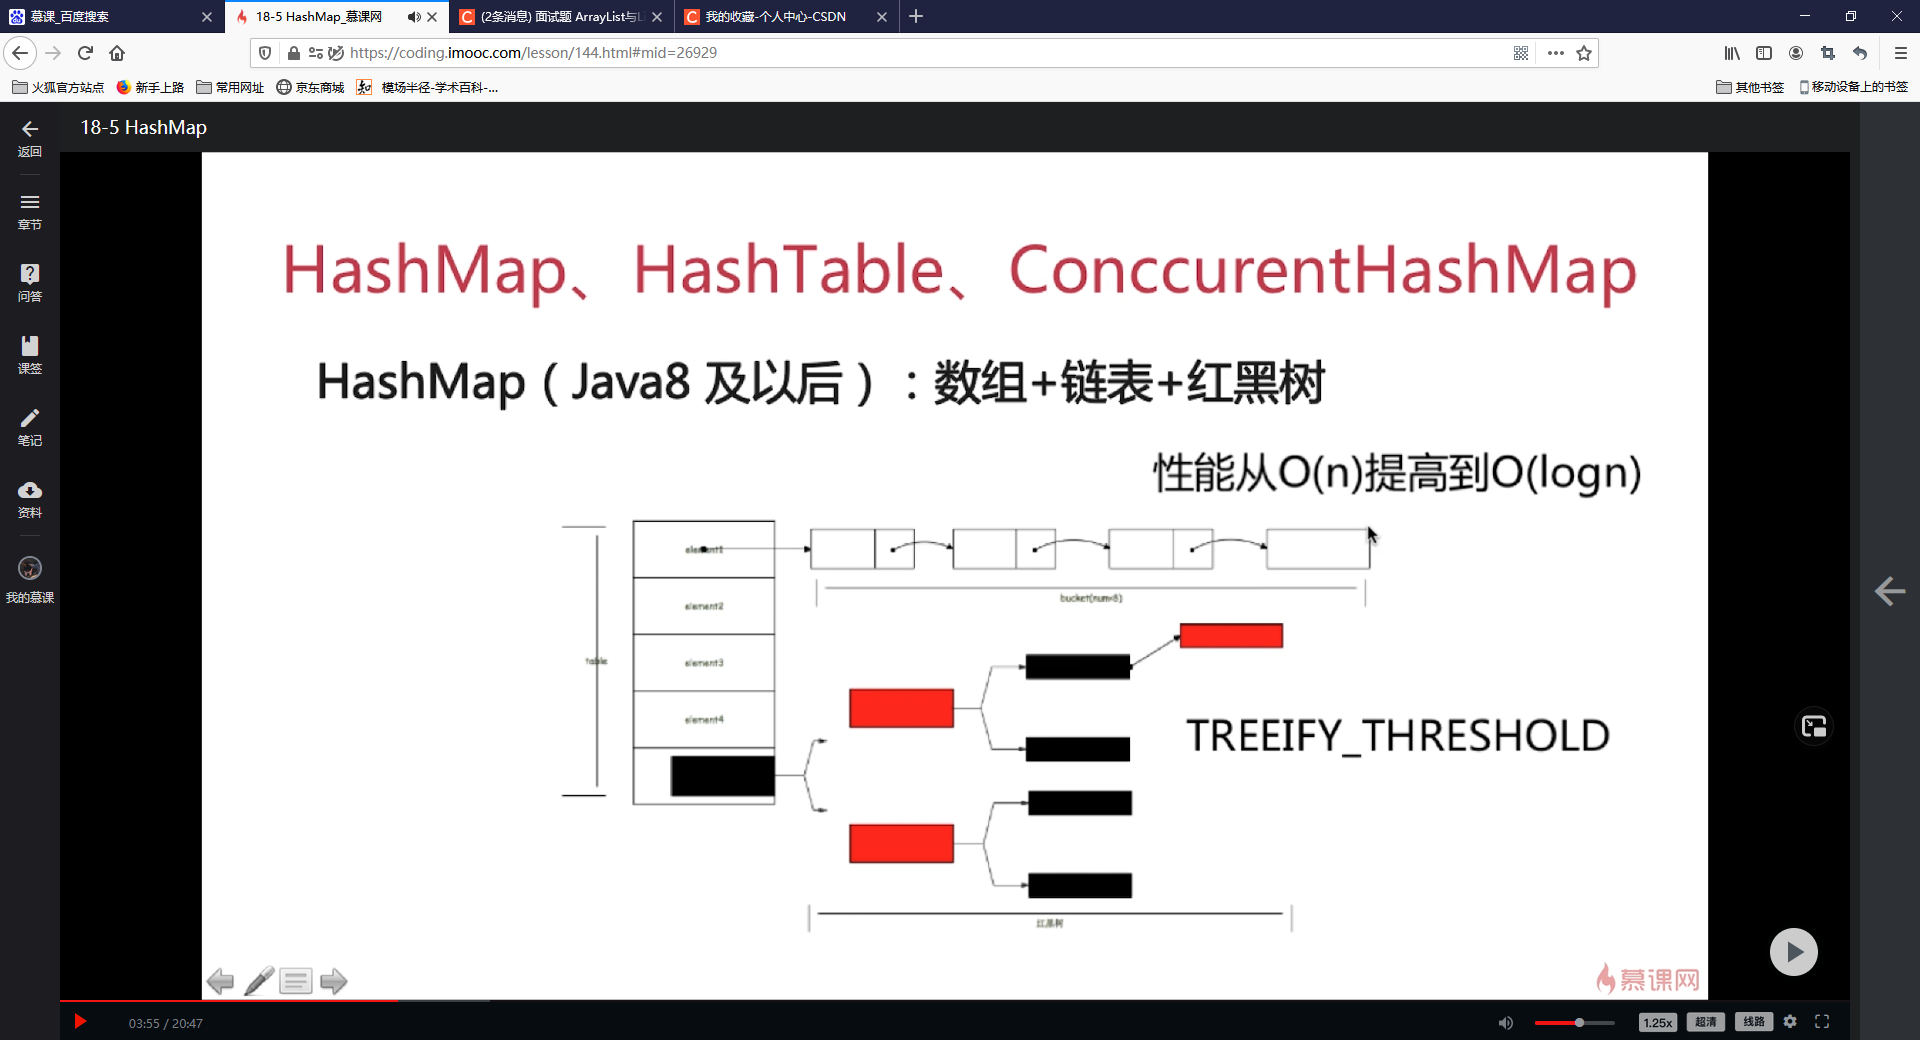 慕课_百度搜索
18-5 HashMap_慕课网
(2条消息) 面试题 ArrayList与Li
我的收藏-个人中心-CSDN
https://coding.imooc.com/lesson/144.html#mid=26929
火狐官方站点
新手上路
常用网址
京东商城
模场半径-学术百科-...
其他书签
移动设备上的书签
返回
18-5 HashMap
章节
问答
课签
笔记
资料
我的慕课
HashMap、HashTable、ConccurentHashMap
HashMap（Java8 及以后）：数组+链表+红黑树
性能从O(n)提高到O(logn)
element1
element2
bucket(num<8)
table
element3
element4
TREEIFY_THRESHOLD
红黑树
慕课网
03:55 / 20:47
1.25x
超清
线路